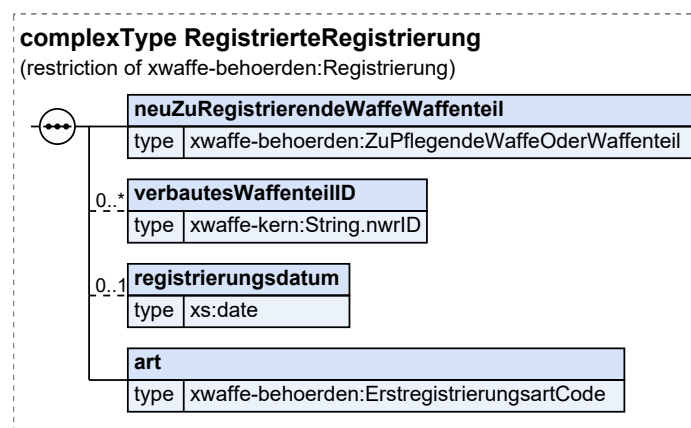 complexType RegistrierteRegistrierung
(restriction of xwaffe-behoerden:Registrierung)
neuZuRegistrierendeWaffeWaffenteil
type xwaffe-behoerden:ZuPflegendeWaffeOderWaffenteil
0..* verbautesWaffenteilID
type xwaffe-kern:String.nwrID
0..1 registrierungsdatum
type xs:date
art
type xwaffe-behoerden:ErstregistrierungsartCode